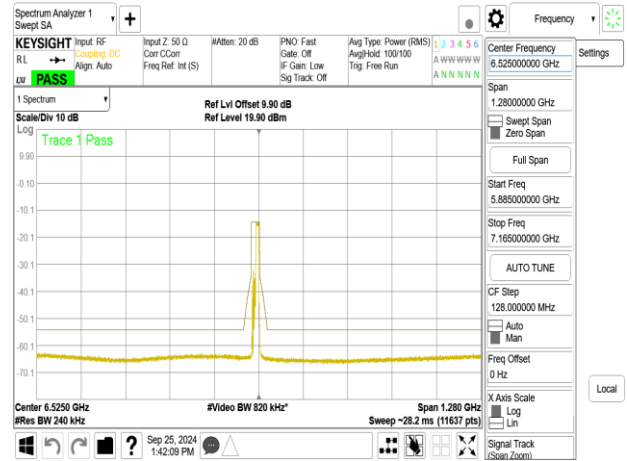 Spectrum Analyzer 1
Swept SA
Frequency
KEYSIGHT
RL
PASS
Input: RF
Coupling: DC
Align: Auto
Input Z: 50 Ω
Corr CCorr
Freq Ref: Int (S)
#Atten: 20 dB
PNO: Fast
Gate: Off
IF Gain: Low
Sig Track: Off
Avg Type: Power (RMS)
Avg|Hold: 100/100
Trig: Free Run
1 2 3 4 5 6
A W W W W W
A N N N N N
1 Spectrum
Scale/Div 10 dB
Ref Lvl Offset 9.90 dB
Ref Level 19.90 dBm
Log
Trace 1 Pass
9.90
-0.10
-10.1
-20.1
-30.1
-40.1
-50.1
-60.1
-70.1
Center 6.5250 GHz
#Res BW 240 kHz
#Video BW 820 kHz*
Span 1.280 GHz
Sweep ~28.2 ms (11637 pts)
Sep 25, 2024
1:42:09 PM
Center Frequency
6.525000000 GHz
Settings
Span
1.28000000 GHz
Swept Span
Zero Span
Full Span
Start Freq
5.885000000 GHz
Stop Freq
7.165000000 GHz
AUTO TUNE
CF Step
128.000000 MHz
Auto
Man
Freq Offset
0 Hz
Local
X Axis Scale
Log
Lin
Signal Track
(Span Zoom)